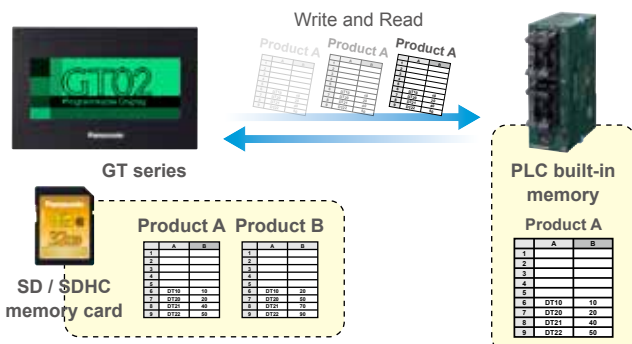 Write and Read
Product A
Product A
Product A
GT02
Programmable Display
Panasonic
GT series
PLC built-in
memory
Product A
A B
1
2
3
4
5
6 DT10 10
7 DT20 20
8 DT21 40
9 DT22 50
Panasonic
32GB
SD / SDHC
memory card
Product A
A B
1
2
3
4
5
6 DT10 10
7 DT20 20
8 DT21 40
9 DT22 50
Product B
A B
1
2
3
4
5
6 DT10 20
7 DT20 50
8 DT21 70
9 DT22 90